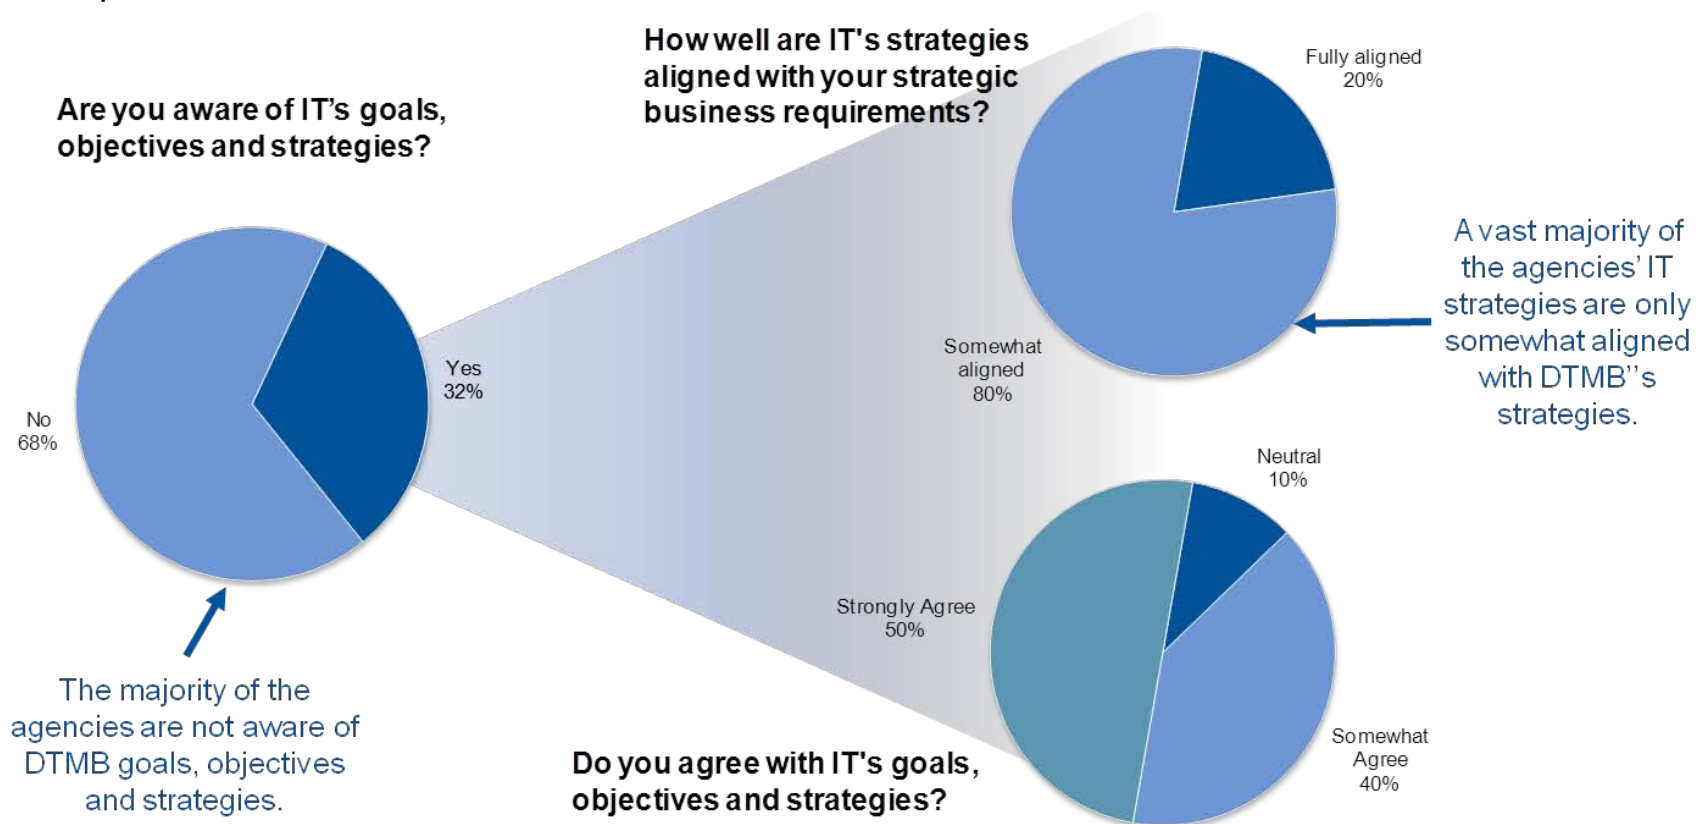 Are you aware of IT’s goals,
objectives and strategies?
No
68%
Yes
32%
The majority of the
agencies are not aware of
DTMB goals, objectives
and strategies.
How well are IT's strategies
aligned with your strategic
business requirements?
Fully aligned
20%
Somewhat
aligned
80%
A vast majority of
the agencies’ IT
strategies are only
somewhat aligned
with DTMB’’s
strategies.
Do you agree with IT's goals,
objectives and strategies?
Neutral
10%
Strongly Agree
50%
Somewhat
Agree
40%